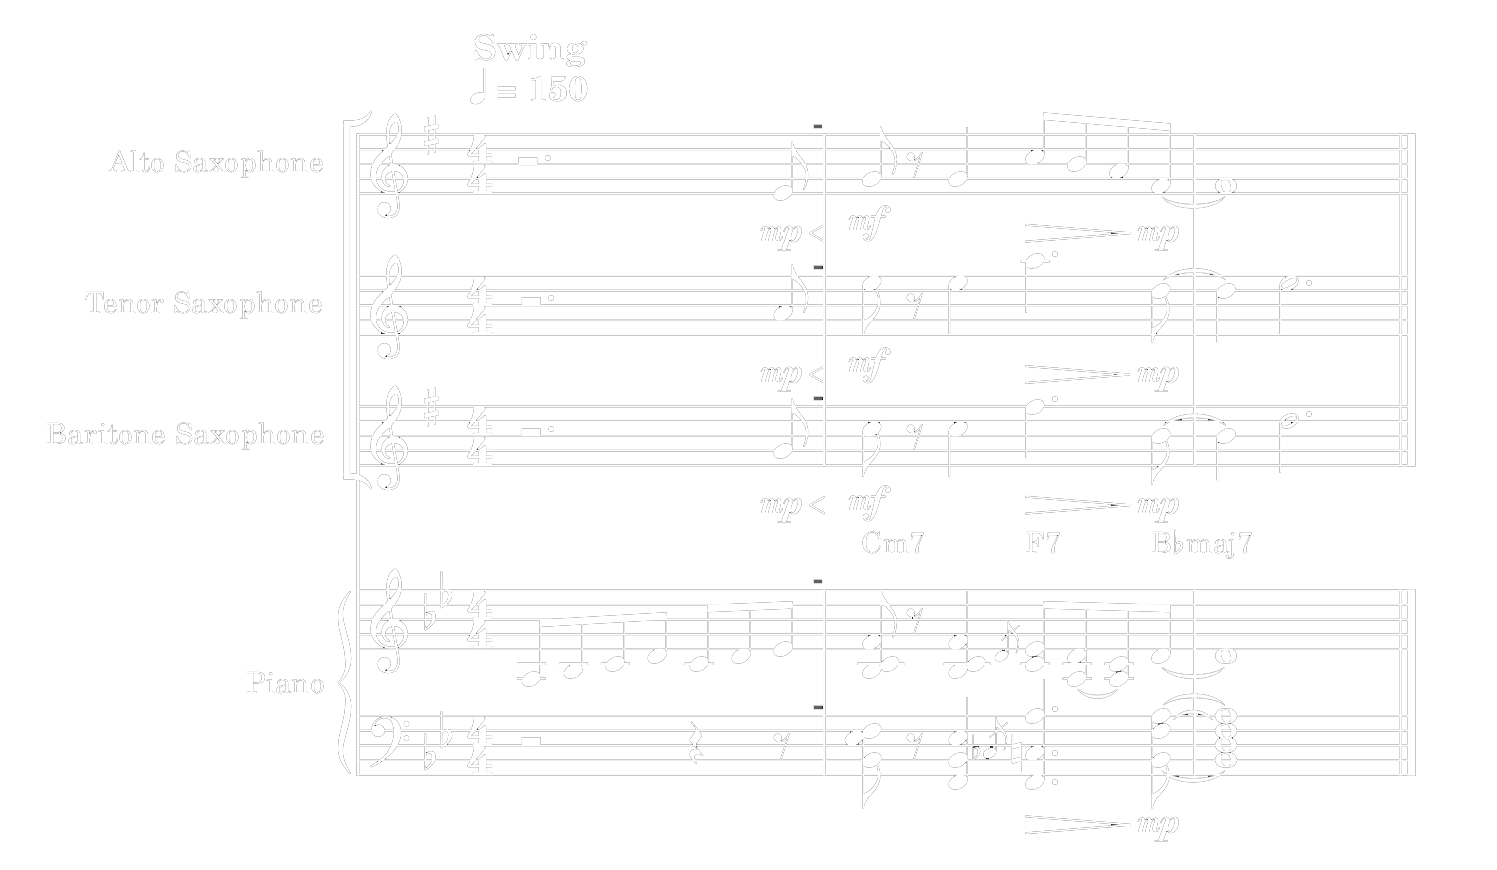 Swing
♩ = 150
Alto Saxophone
mp mf mp
Tenor Saxophone
mp mf mp
Baritone Saxophone
mp mf mp
Cm7 F7 B♭maj7
Piano
mp